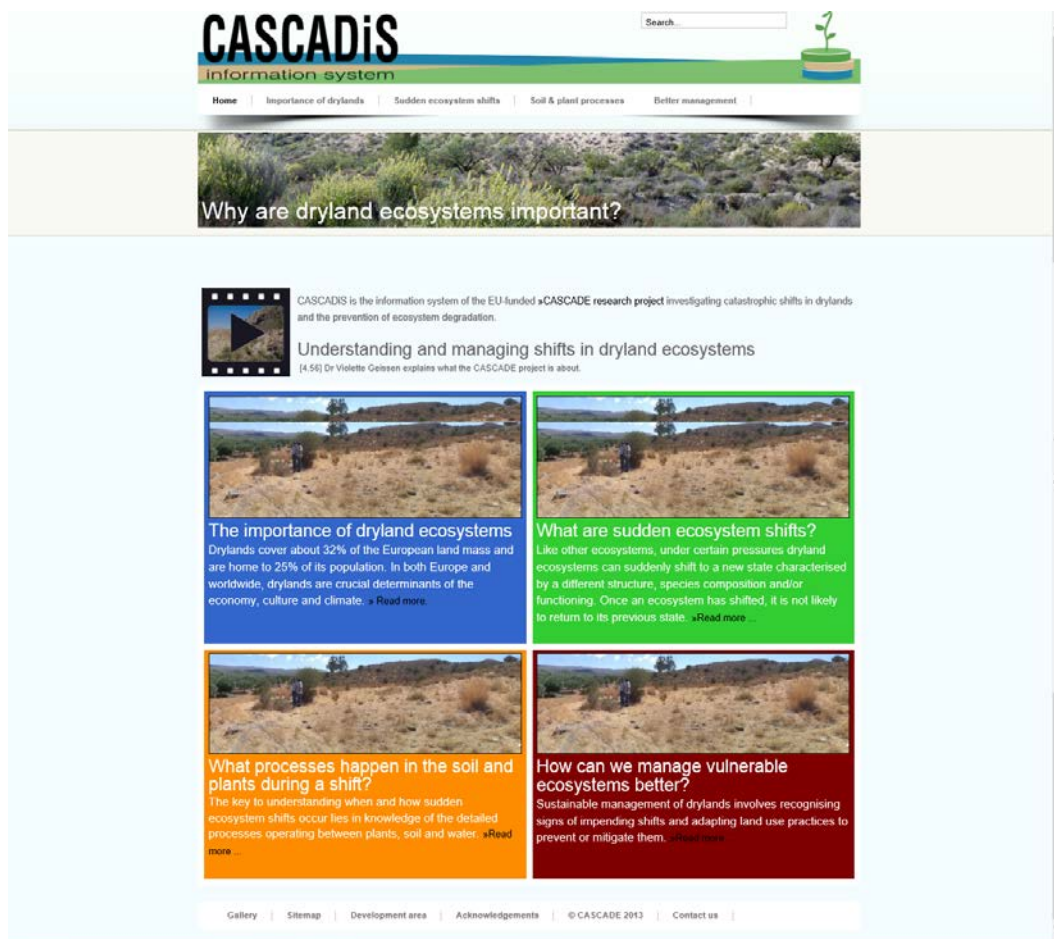 CASCADiS
information system
Search...
Home
Importance of drylands
Sudden ecosystem shifts
Soil & plant processes
Better management
Why are dryland ecosystems important?
CASCADiS is the information system of the EU-funded »CASCADE research project investigating catastrophic shifts in drylands
and the prevention of ecosystem degradation.
Understanding and managing shifts in dryland ecosystems
[4.56] Dr Violette Geissen explains what the CASCADE project is about.
The importance of dryland ecosystems
Drylands cover about 32% of the European land mass and
are home to 25% of its population. In both Europe and
worldwide, drylands are crucial determinants of the
economy, culture and climate. » Read more.
What are sudden ecosystem shifts?
Like other ecosystems, under certain pressures dryland
ecosystems can suddenly shift to a new state characterised
by a different structure, species composition and/or
functioning. Once an ecosystem has shifted, it is not likely
to return to its previous state. »Read more ...
What processes happen in the soil and
plants during a shift?
The key to understanding when and how sudden
ecosystem shifts occur lies in knowledge of the detailed
processes operating between plants, soil and water. »Read
more ...
How can we manage vulnerable
ecosystems better?
Sustainable management of drylands involves recognising
signs of impending shifts and adapting land use practices to
prevent or mitigate them. »Read more
Gallery
Sitemap
Development area
Acknowledgements
© CASCADE 2013
Contact us